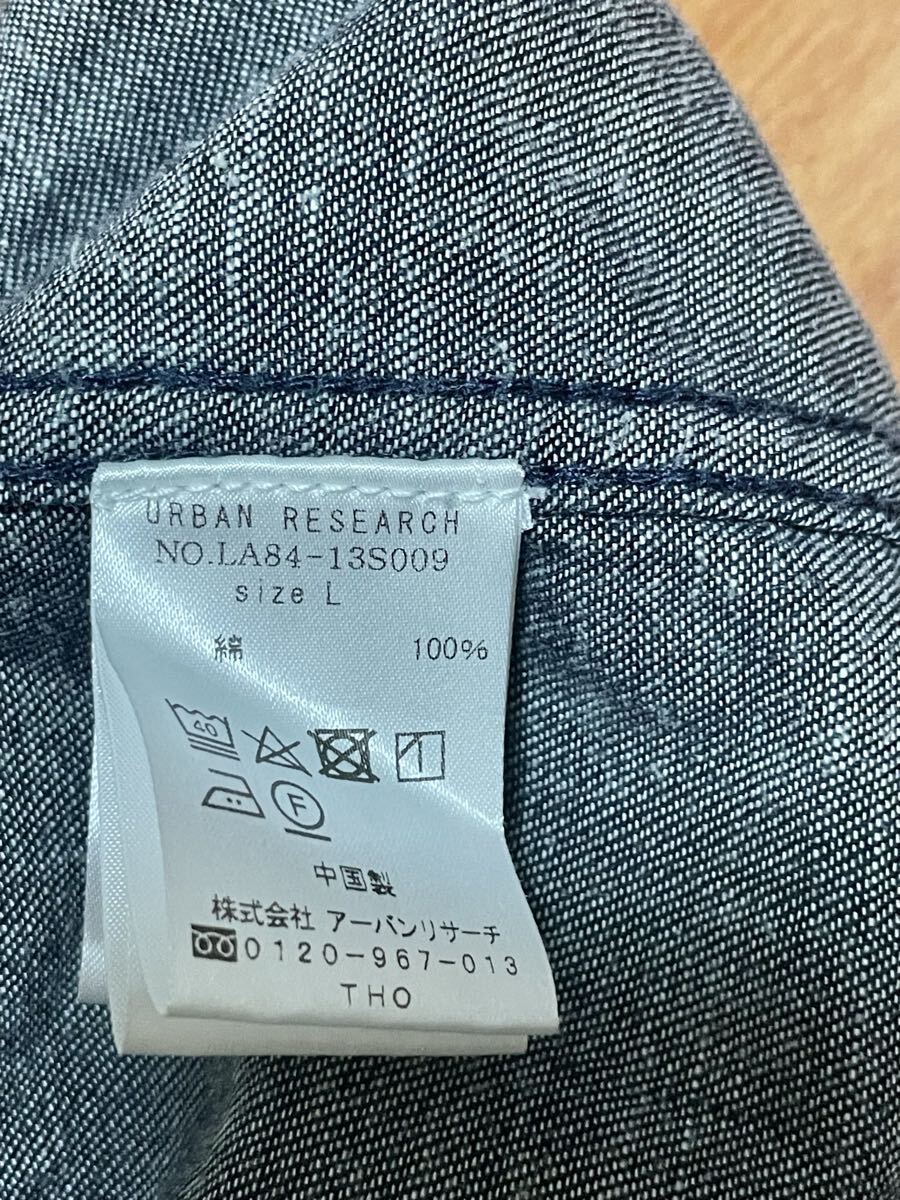 URBAN RESEARCH
NO.LA84-13S009
size L
綿 100%
40
F
中国製
株式会社 アーバンリサーチ
0120-967-013
THO